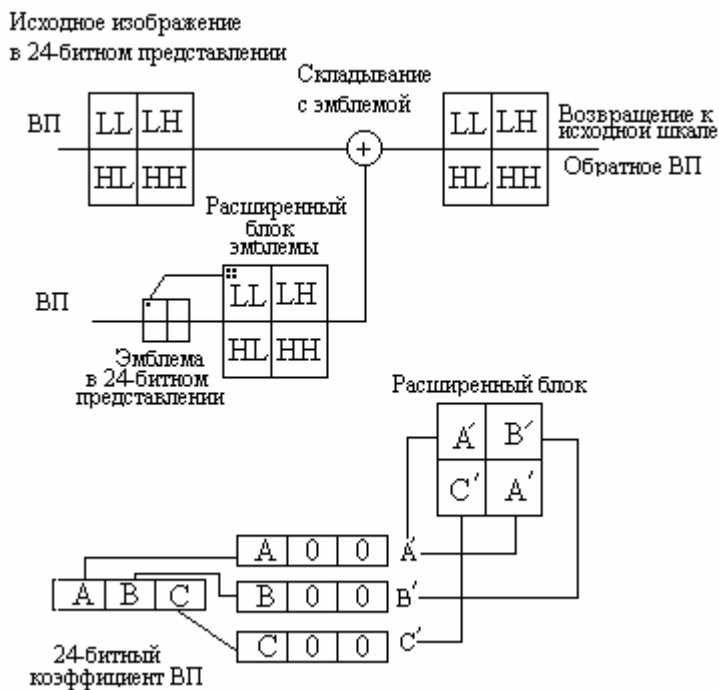 Исходное изображение
в 24-битном представлении
Складывание
с эмблемой
ВП
LL LH
HL HH
+
LL LH
HL HH
Возвращение к
исходной шкале
Обратное ВП
Расширенный
блок
эмблемы
ВП
LL LH
HL HH
Эмблема
в 24-битном
представлении
Расширенный блок
A′ B′
C′ A′
A 0 0 A′
A B C
B 0 0 B′
C 0 0 C′
24-битный
коэффициент ВП